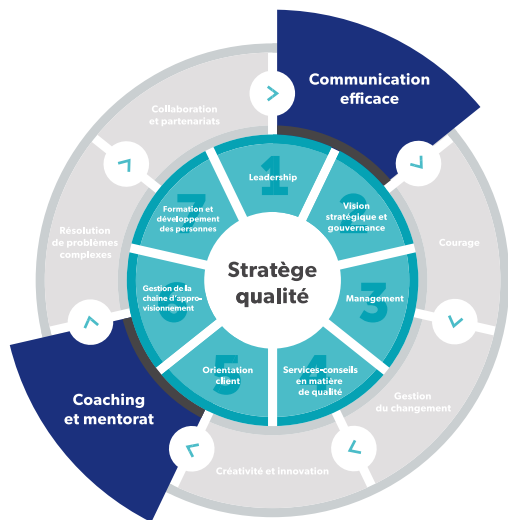 Communication
efficace
Collaboration
et partenariats
Courage
Résolution
de problèmes
complexes
Gestion
du changement
Coaching
et mentorat
Créativité et innovation
Stratège
qualité
1
Leadership
2
Vision
stratégique et
gouvernance
3
Management
4
Services-conseils
en matière
de qualité
5
Orientation
client
6
Gestion de la
chaîne d'appro-
visionnement
7
Formation et
développement
des personnes